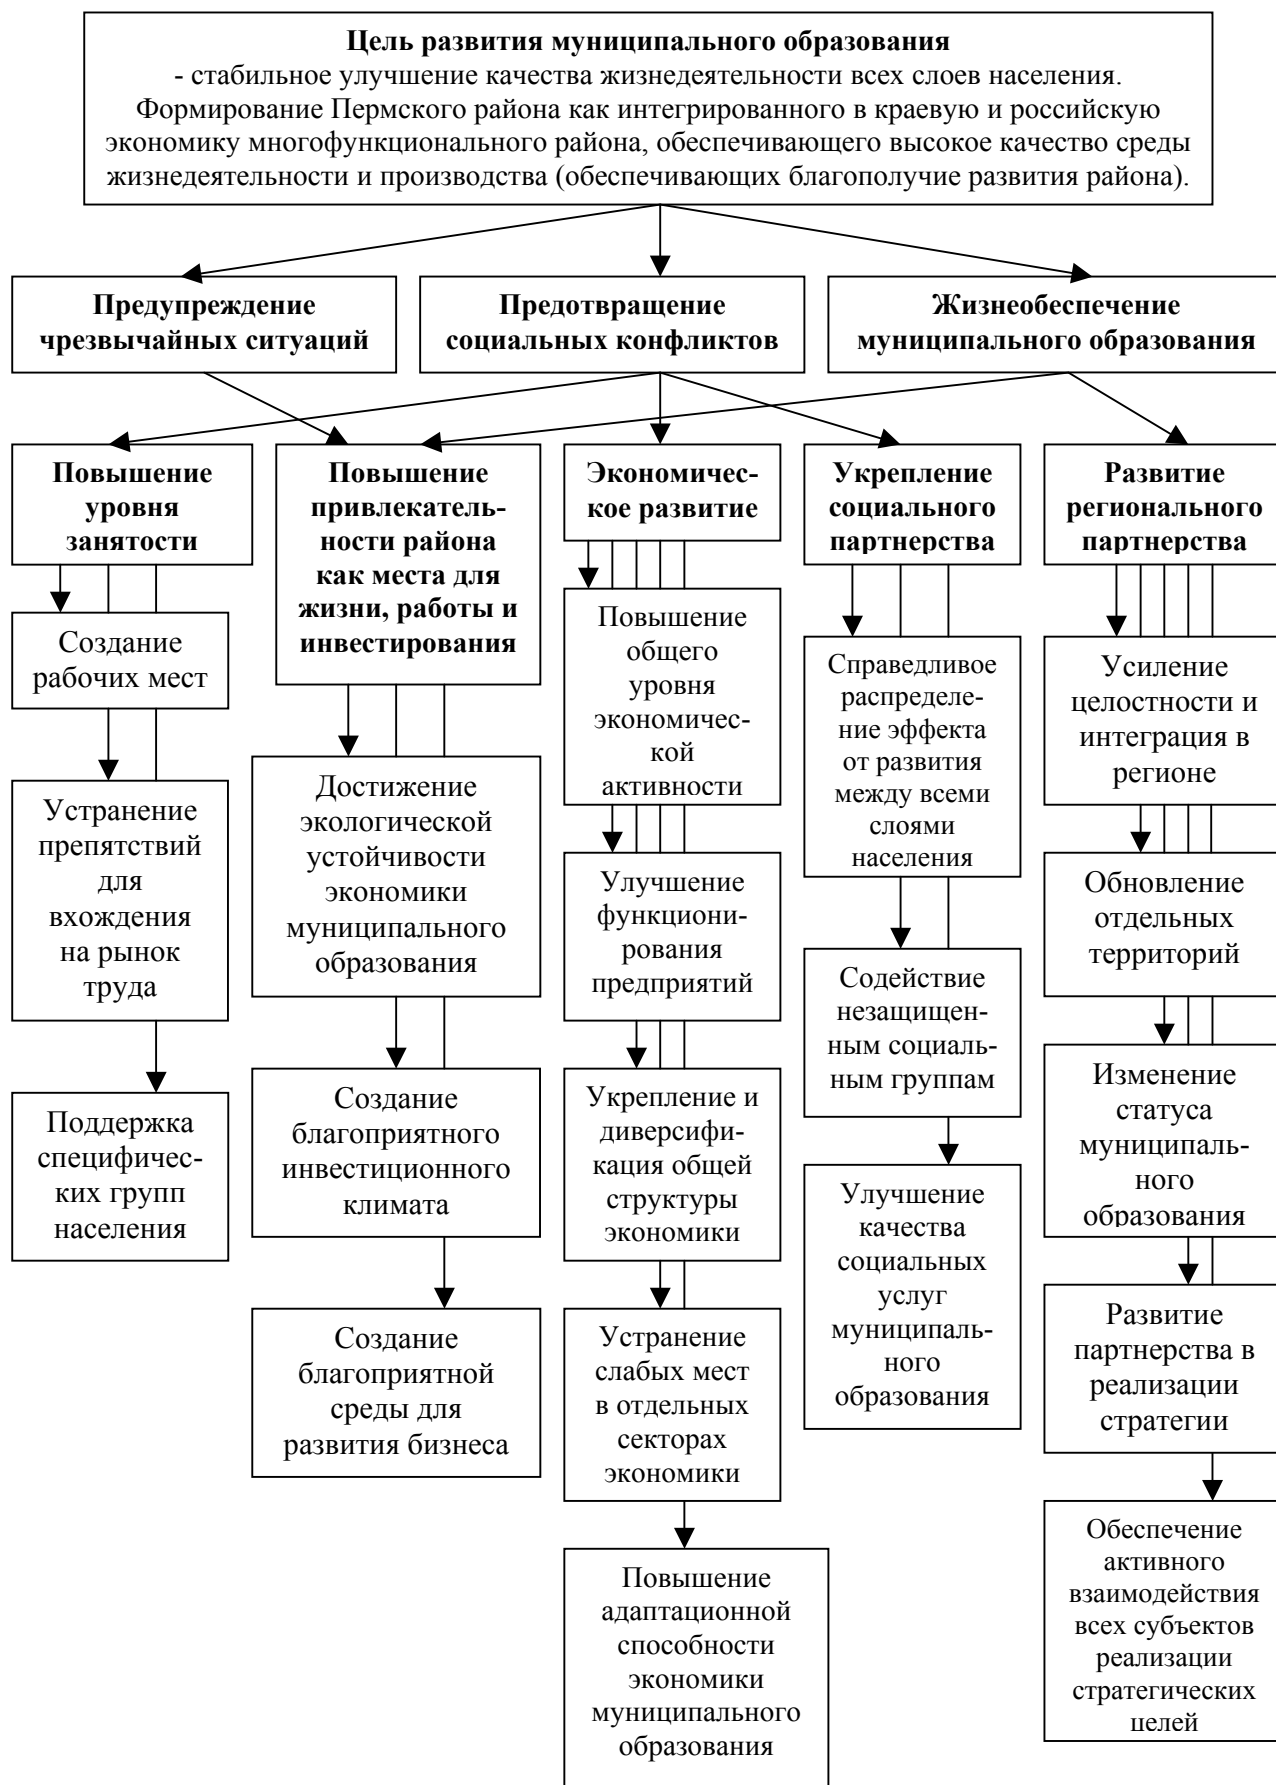 Цель развития муниципального образования
- стабильное улучшение качества жизнедеятельности всех слоев населения.
Формирование Пермского района как интегрированного в краевую и российскую
экономику многофункционального района, обеспечивающего высокое качество среды
жизнедеятельности и производства (обеспечивающих благополучие развития района).
Предупреждение
чрезвычайных ситуаций
Предотвращение
социальных конфликтов
Жизнеобеспечение
муниципального образования
Повышение
уровня
занятости
Повышение
привлекатель-
ности района
как места для
жизни, работы и
инвестирования
Экономичес-
кое развитие
Укрепление
социального
партнерства
Развитие
регионального
партнерства
Создание
рабочих мест
Устранение
препятствий
для
вхождения
на рынок
труда
Поддержка
специфичес-
ких групп
населения
Достижение
экологической
устойчивости
экономики
муниципального
образования
Создание
благоприятного
инвестиционного
климата
Создание
благоприятной
среды для
развития бизнеса
Повышение
общего
уровня
экономичес-
кой
активности
Улучшение
функциони-
рования
предприятий
Укрепление и
диверсифи-
кация общей
структуры
экономики
Устранение
слабых мест
в отдельных
секторах
экономики
Повышение
адаптационной
способности
экономики
муниципального
образования
Справедливое
распределе-
ние эффекта
от развития
между всеми
слоями
населения
Содействие
незащищен-
ным социаль-
ным группам
Улучшение
качества
социальных
услуг
муниципаль-
ного
образования
Усиление
целостности и
интеграция в
регионе
Обновление
отдельных
территорий
Изменение
статуса
муниципаль-
ного
образования
Развитие
партнерства в
реализации
стратегии
Обеспечение
активного
взаимодействия
всех субъектов
реализации
стратегических
целей